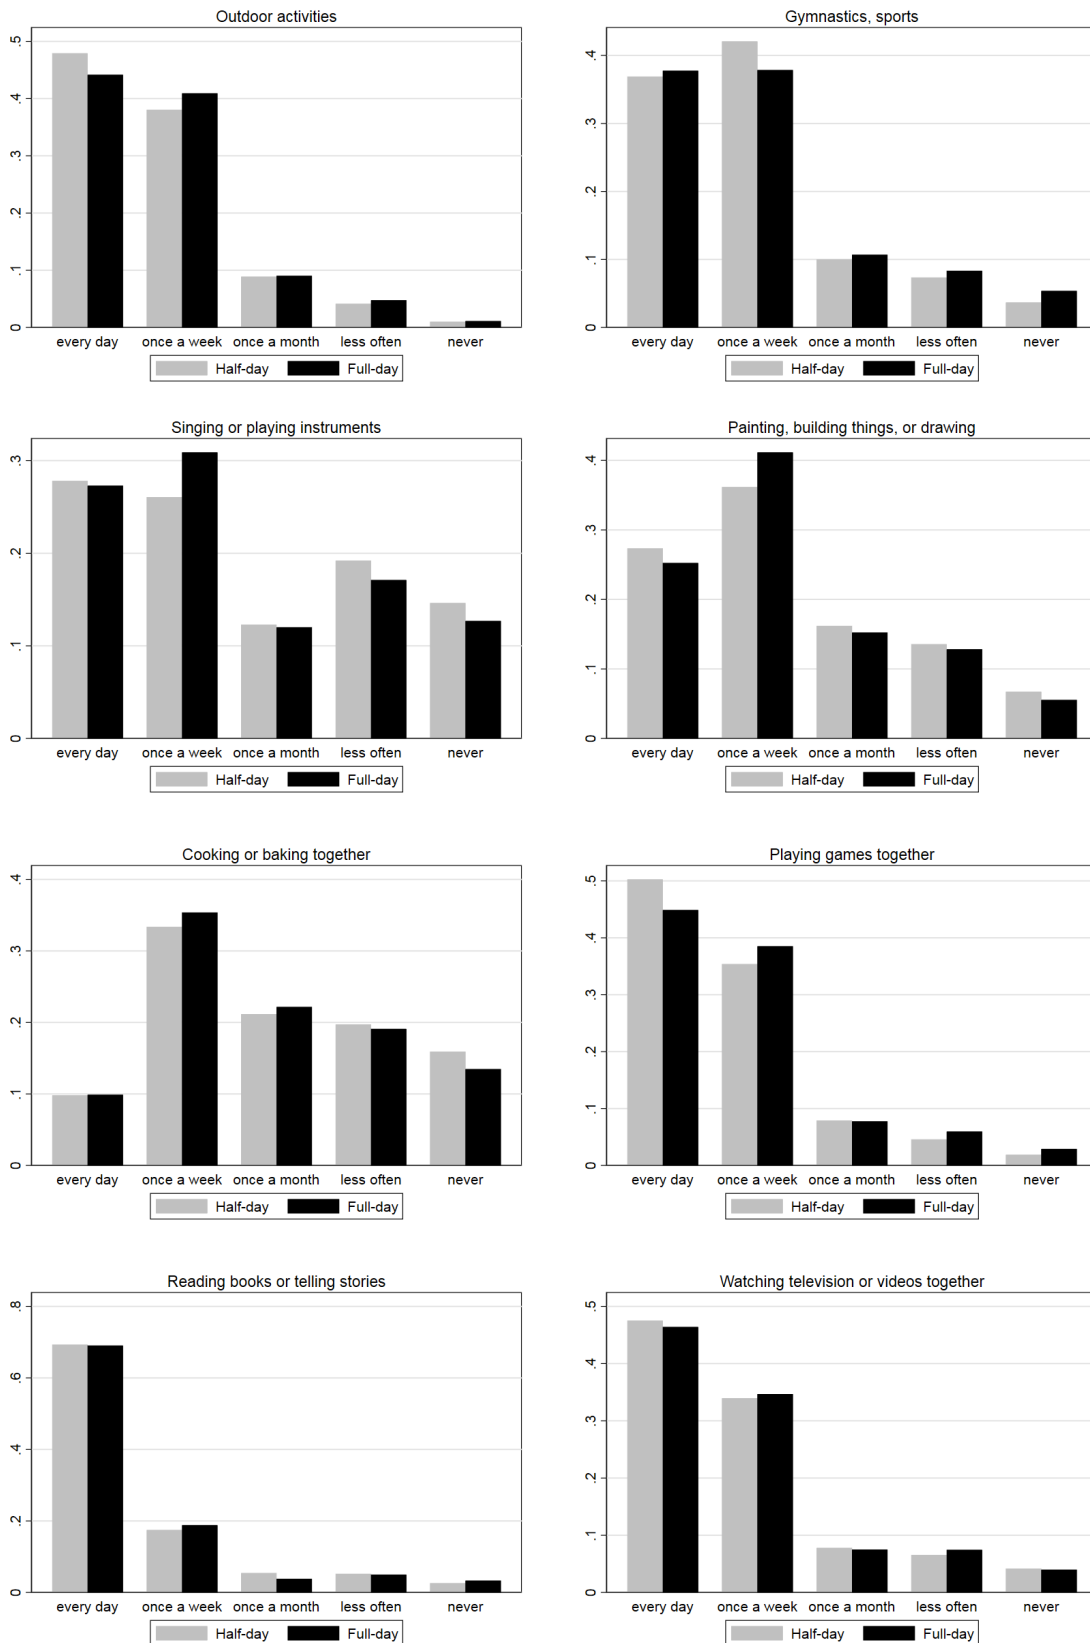 Outdoor activities
.5
.4
.3
.2
.1
0
every day once a week once a month less often never
Half-day Full-day
Gymnastics, sports
.4
.3
.2
.1
0
every day once a week once a month less often never
Half-day Full-day
Singing or playing instruments
.3
.2
.1
0
every day once a week once a month less often never
Half-day Full-day
Painting, building things, or drawing
.4
.3
.2
.1
0
every day once a week once a month less often never
Half-day Full-day
Cooking or baking together
.4
.3
.2
.1
0
every day once a week once a month less often never
Half-day Full-day
Playing games together
.5
.4
.3
.2
.1
0
every day once a week once a month less often never
Half-day Full-day
Reading books or telling stories
.8
.6
.4
.2
0
every day once a week once a month less often never
Half-day Full-day
Watching television or videos together
.5
.4
.3
.2
.1
0
every day once a week once a month less often never
Half-day Full-day